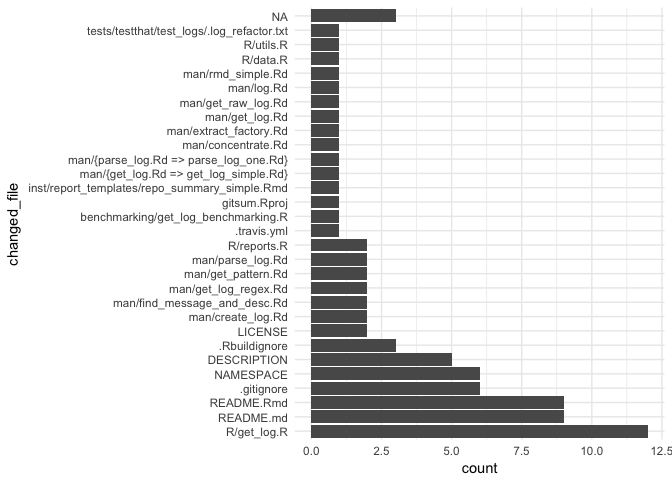 NA
tests/testthat/test_logs/.log_refactor.txt
R/utils.R
R/data.R
man/rmd_simple.Rd
man/log.Rd
man/get_raw_log.Rd
man/get_log.Rd
man/extract_factory.Rd
man/concentrate.Rd
man/{parse_log.Rd => parse_log_one.Rd}
man/{get_log.Rd => get_log_simple.Rd}
inst/report_templates/repo_summary_simple.Rmd
gitsum.Rproj
benchmarking/get_log_benchmarking.R
.travis.yml
R/reports.R
man/parse_log.Rd
man/get_pattern.Rd
man/get_log_regex.Rd
man/find_message_and_desc.Rd
man/create_log.Rd
LICENSE
.Rbuildignore
DESCRIPTION
NAMESPACE
.gitignore
README.Rmd
README.md
R/get_log.R
changed_file
0.0 2.5 5.0 7.5 10.0 12.5
count